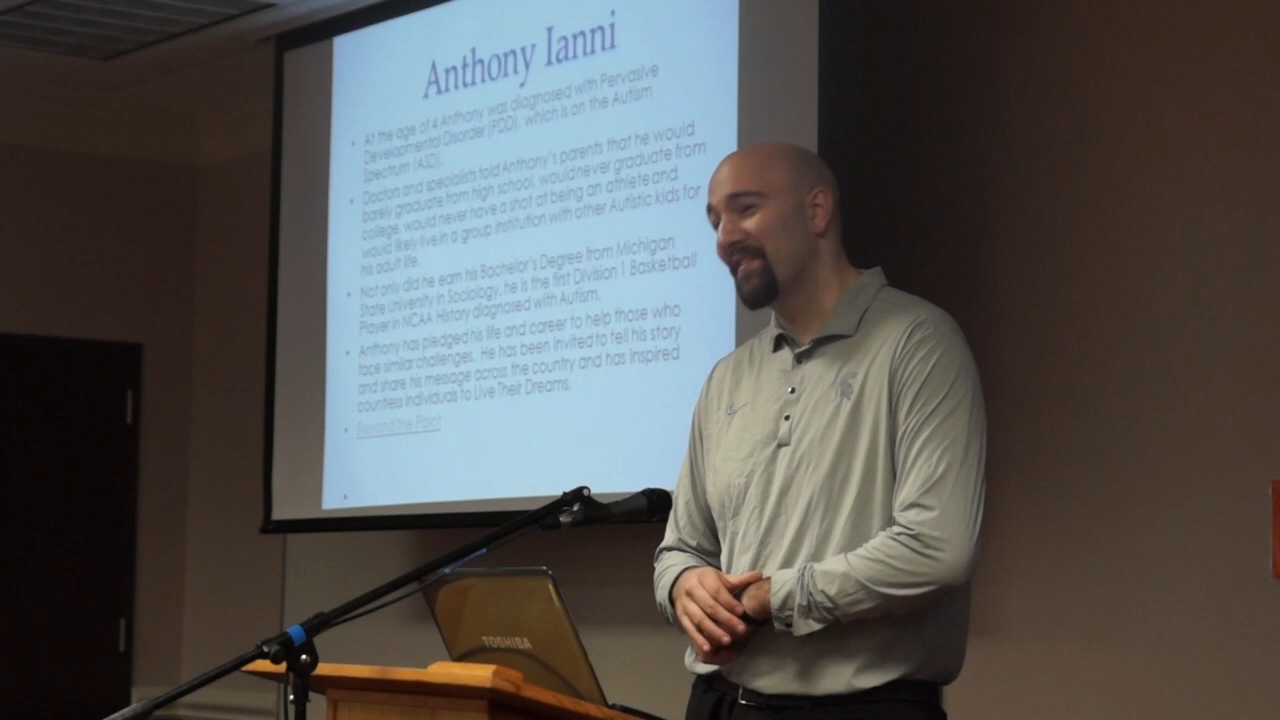 Anthony Ianni
At the age of 4 Anthony was diagnosed with Pervasive
Developmental Disorder (PDD), which is on the Autism
Spectrum (ASD).
Doctors and specialists told Anthony's parents that he would
barely graduate from high school, would never graduate from
college, would never have a shot at being an athlete and
would likely live in a group institution with other Autistic kids for
his adult life.
Not only did he earn his Bachelor's Degree from Michigan
State University in Sociology, he is the first Division I Basketball
Player in NCAA History diagnosed with Autism.
Anthony has pledged his life and career to help those who
face similar challenges. He has been invited to tell his story
and share his message across the country and has inspired
countless individuals to Live Their Dreams.
Beyond the Point
TOSHIBA